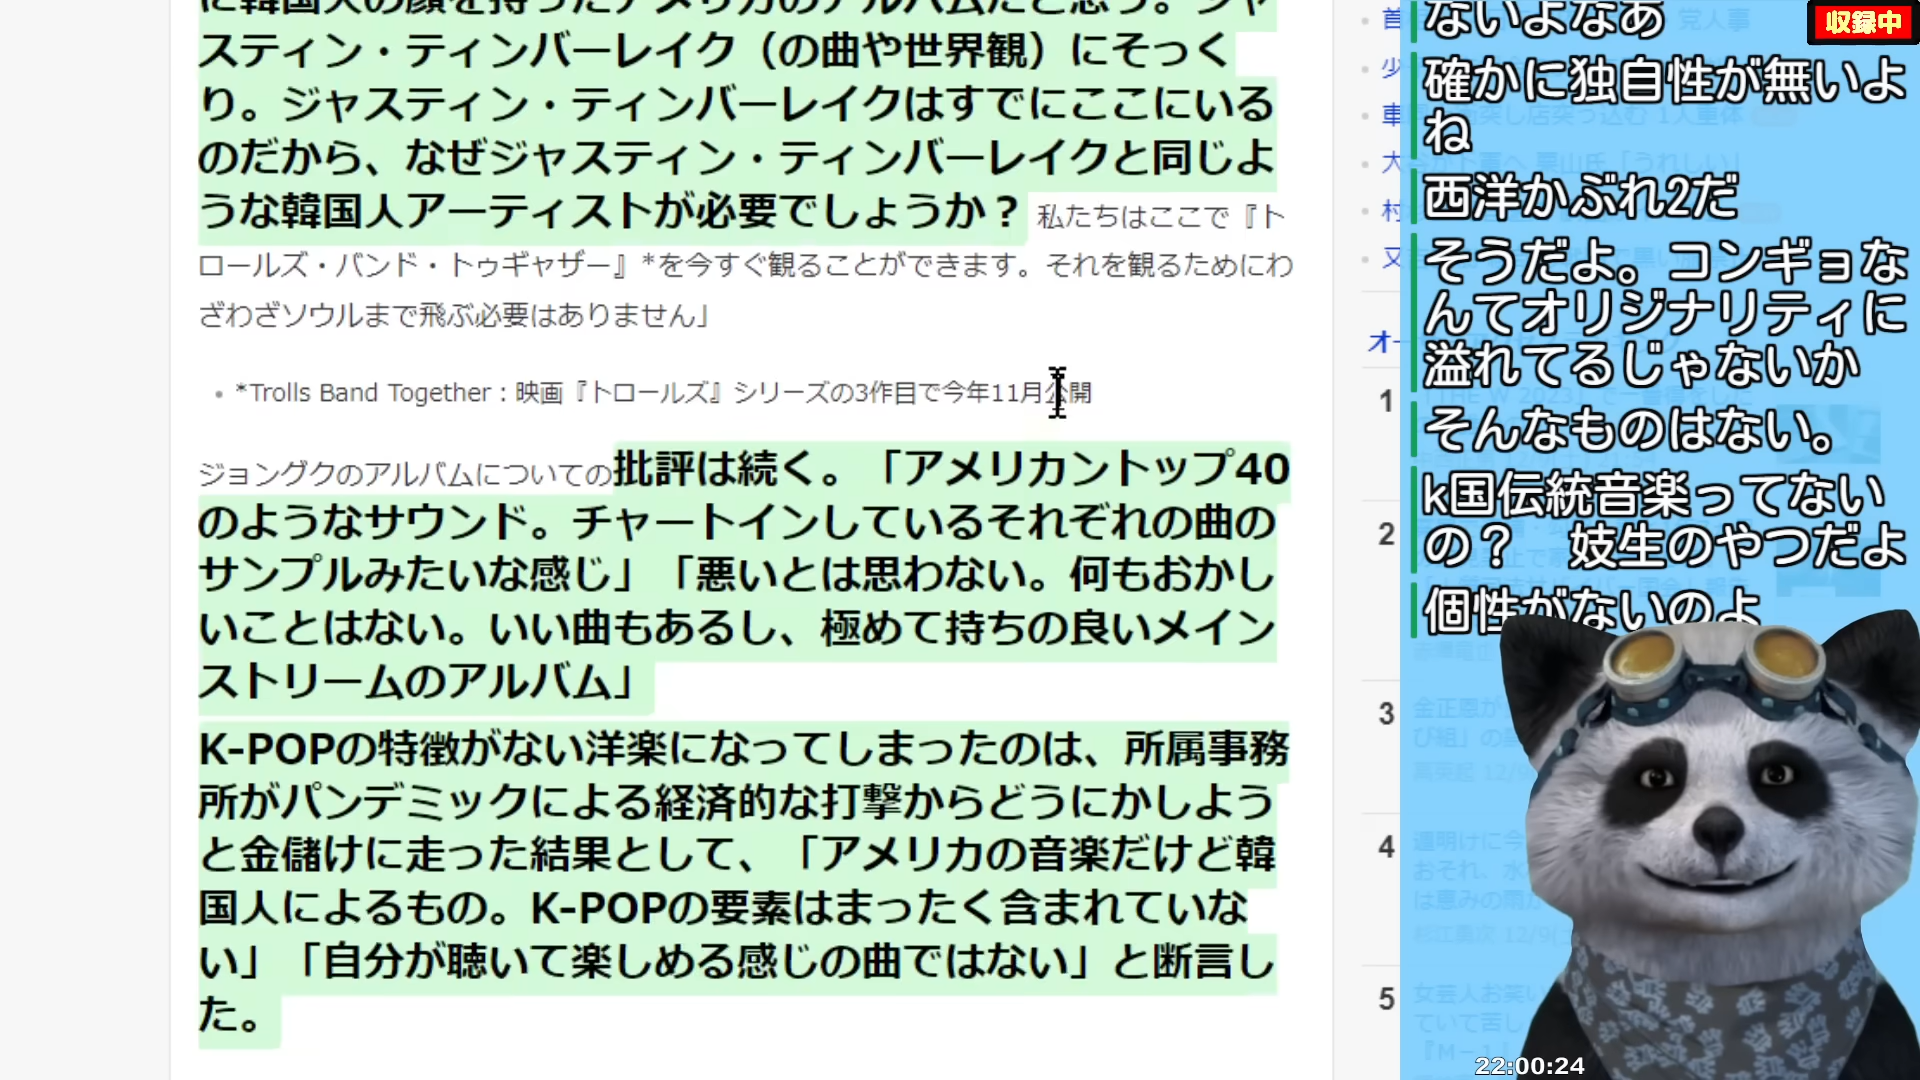 に韓国人の顔を持ったアメリカのアルバムだと思う。ジャ
スティン・ティンバーレイク（の曲や世界観）にそっく
り。ジャスティン・ティンバーレイクはすでにここにいる
のだから、なぜジャスティン・ティンバーレイクと同じよ
うな韓国人アーティストが必要でしょうか？ 私たちはここで『ト
ロールズ・バンド・トゥギャザー』*を今すぐ観ることができます。それを観るためにわ
ざわざソウルまで飛ぶ必要はありません」
*Trolls Band Together：映画『トロールズ』シリーズの3作目で今年11月公開
ジョングクのアルバムについての批評は続く。「アメリカントップ40
のようなサウンド。チャートインしているそれぞれの曲の
サンプルみたいな感じ」「悪いとは思わない。何もおかし
いことはない。いい曲もあるし、極めて持ちの良いメイン
ストリームのアルバム」
K-POPの特徴がない洋楽になってしまったのは、所属事務
所がパンデミックによる経済的な打撃からどうにかしよう
と金儲けに走った結果として、「アメリカの音楽だけど韓
国人によるもの。K-POPの要素はまったく含まれていな
い」「自分が聴いて楽しめる感じの曲ではない」と断言し
た。
オー
1
2
3
4
5
収録中
ないよなあ
確かに独自性が無いよ
ね
西洋かぶれ2だ
そうだよ。コンギョな
んてオリジナリティに
溢れてるじゃないか
そんなものはない。
k国伝統音楽ってない
の？　妓生のやつだよ
個性がないのよ
22:00:24